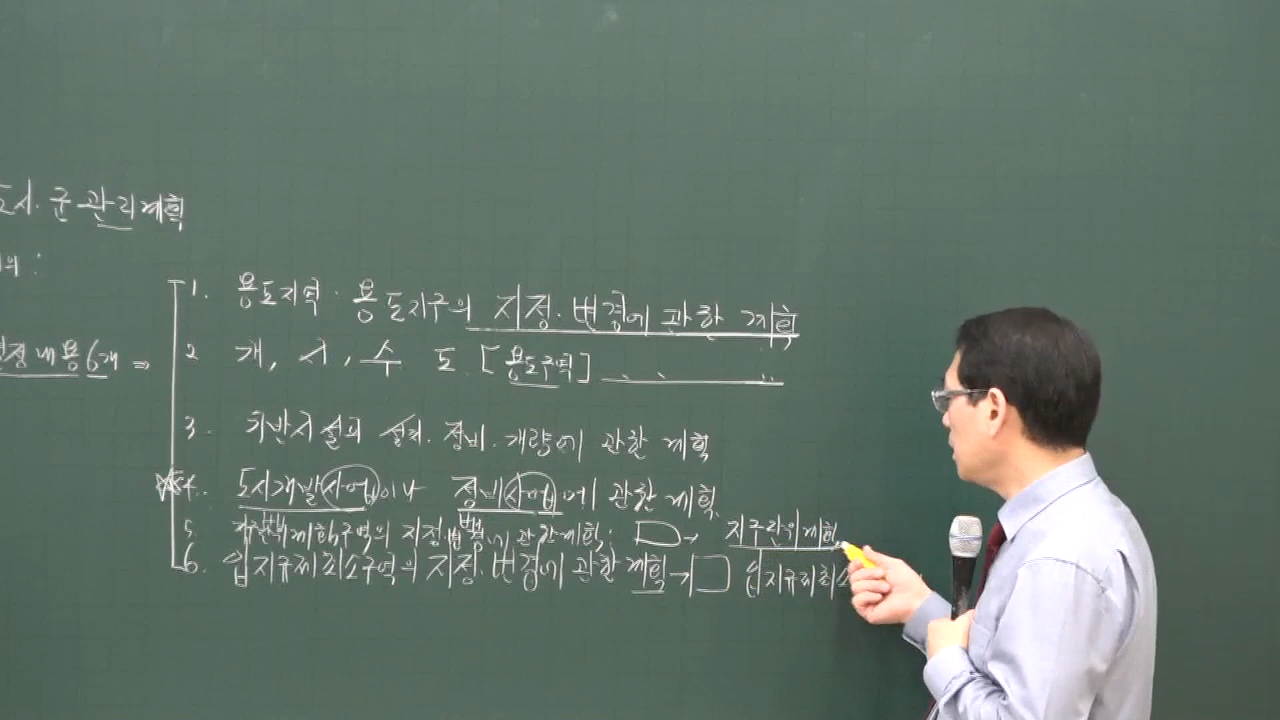 도시·군 관리계획
의 :
결정 내용 6개 ⇒
1. 용도지역·용도지구의 지정·변경에 관한 계획
2 개, 시, 수 도 [용도구역]
3. 기반시설의 설치·정비·개량에 관한 계획
4. 도시개발사업이나 정비사업에 관한 계획
5. 지구단위계획구역의 지정·변경에 관한 계획, → 지구단위계획
6. 입지규제최소구역의 지정·변경에 관한 계획 → 입지규제최소